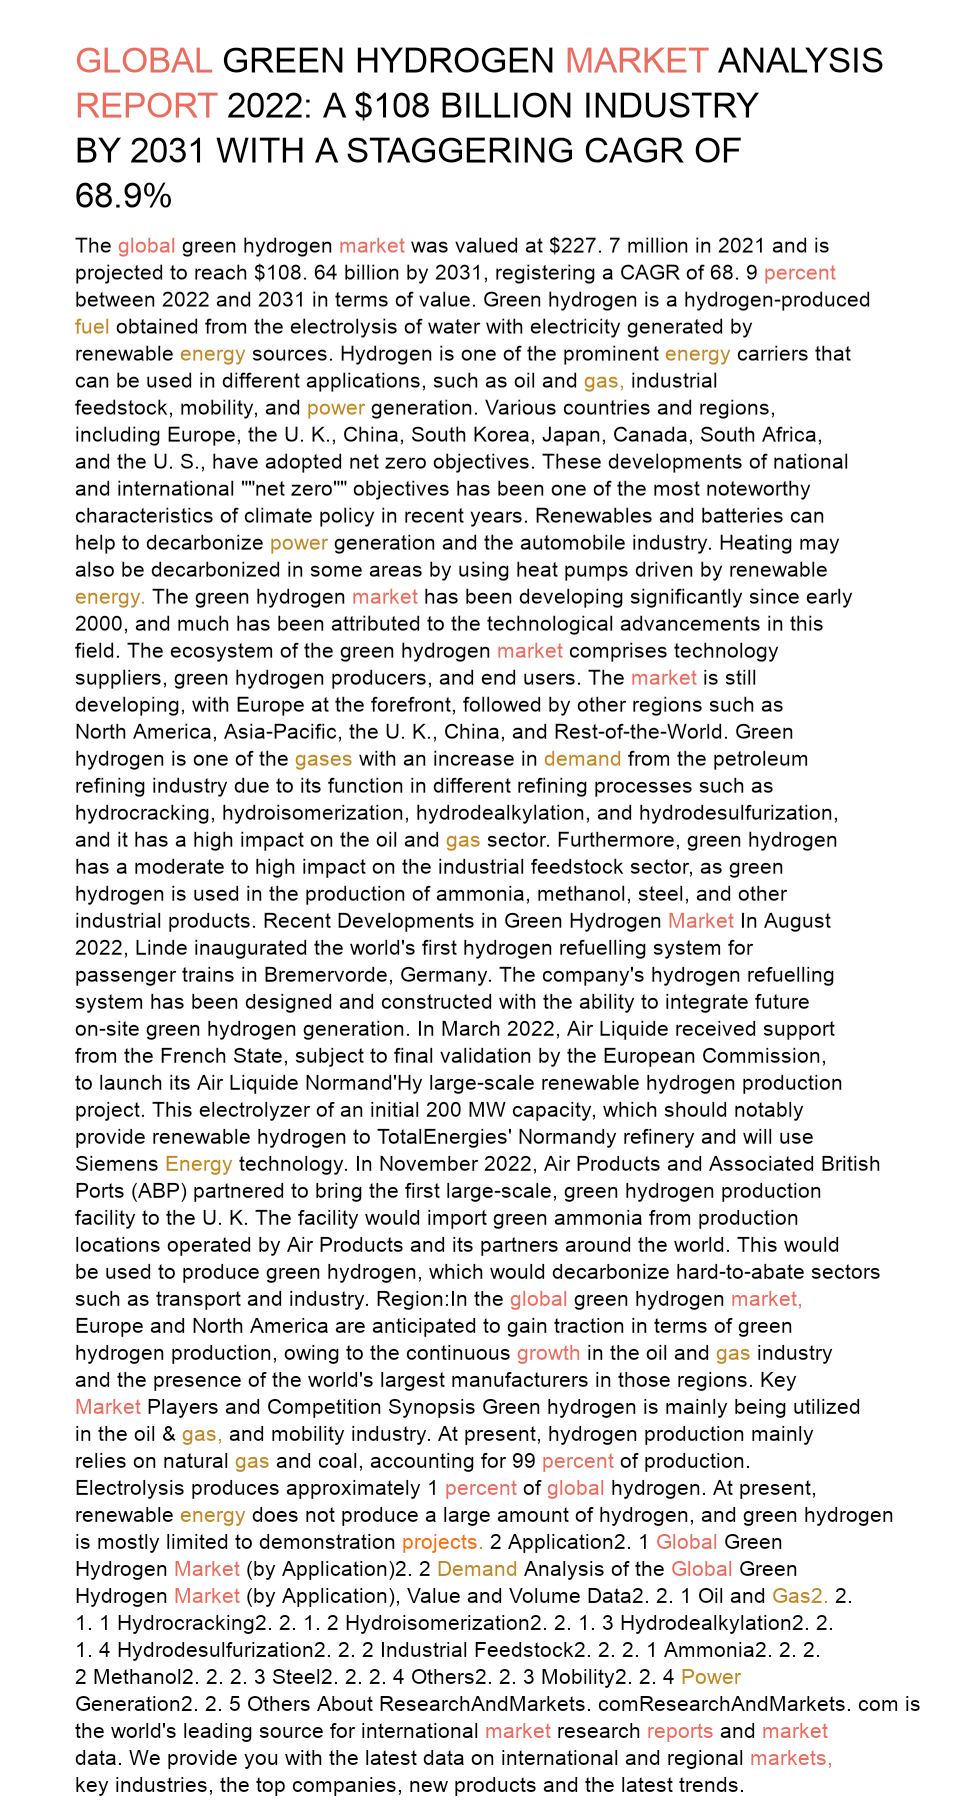 GLOBAL GREEN HYDROGEN MARKET ANALYSIS
REPORT 2022: A $108 BILLION INDUSTRY
BY 2031 WITH A STAGGERING CAGR OF
68.9%
The global green hydrogen market was valued at $227. 7 million in 2021 and is
projected to reach $108. 64 billion by 2031, registering a CAGR of 68. 9 percent
between 2022 and 2031 in terms of value. Green hydrogen is a hydrogen-produced
fuel obtained from the electrolysis of water with electricity generated by
renewable energy sources. Hydrogen is one of the prominent energy carriers that
can be used in different applications, such as oil and gas, industrial
feedstock, mobility, and power generation. Various countries and regions,
including Europe, the U. K., China, South Korea, Japan, Canada, South Africa,
and the U. S., have adopted net zero objectives. These developments of national
and international ""net zero"" objectives has been one of the most noteworthy
characteristics of climate policy in recent years. Renewables and batteries can
help to decarbonize power generation and the automobile industry. Heating may
also be decarbonized in some areas by using heat pumps driven by renewable
energy. The green hydrogen market has been developing significantly since early
2000, and much has been attributed to the technological advancements in this
field. The ecosystem of the green hydrogen market comprises technology
suppliers, green hydrogen producers, and end users. The market is still
developing, with Europe at the forefront, followed by other regions such as
North America, Asia-Pacific, the U. K., China, and Rest-of-the-World. Green
hydrogen is one of the gases with an increase in demand from the petroleum
refining industry due to its function in different refining processes such as
hydrocracking, hydroisomerization, hydrodealkylation, and hydrodesulfurization,
and it has a high impact on the oil and gas sector. Furthermore, green hydrogen
has a moderate to high impact on the industrial feedstock sector, as green
hydrogen is used in the production of ammonia, methanol, steel, and other
industrial products. Recent Developments in Green Hydrogen Market In August
2022, Linde inaugurated the world's first hydrogen refuelling system for
passenger trains in Bremervorde, Germany. The company's hydrogen refuelling
system has been designed and constructed with the ability to integrate future
on-site green hydrogen generation. In March 2022, Air Liquide received support
from the French State, subject to final validation by the European Commission,
to launch its Air Liquide Normand'Hy large-scale renewable hydrogen production
project. This electrolyzer of an initial 200 MW capacity, which should notably
provide renewable hydrogen to TotalEnergies' Normandy refinery and will use
Siemens Energy technology. In November 2022, Air Products and Associated British
Ports (ABP) partnered to bring the first large-scale, green hydrogen production
facility to the U. K. The facility would import green ammonia from production
locations operated by Air Products and its partners around the world. This would
be used to produce green hydrogen, which would decarbonize hard-to-abate sectors
such as transport and industry. Region:In the global green hydrogen market,
Europe and North America are anticipated to gain traction in terms of green
hydrogen production, owing to the continuous growth in the oil and gas industry
and the presence of the world's largest manufacturers in those regions. Key
Market Players and Competition Synopsis Green hydrogen is mainly being utilized
in the oil & gas, and mobility industry. At present, hydrogen production mainly
relies on natural gas and coal, accounting for 99 percent of production.
Electrolysis produces approximately 1 percent of global hydrogen. At present,
renewable energy does not produce a large amount of hydrogen, and green hydrogen
is mostly limited to demonstration projects. 2 Application2. 1 Global Green
Hydrogen Market (by Application)2. 2 Demand Analysis of the Global Green
Hydrogen Market (by Application), Value and Volume Data2. 2. 1 Oil and Gas2. 2.
1. 1 Hydrocracking2. 2. 1. 2 Hydroisomerization2. 2. 1. 3 Hydrodealkylation2. 2.
1. 4 Hydrodesulfurization2. 2. 2 Industrial Feedstock2. 2. 2. 1 Ammonia2. 2. 2.
2 Methanol2. 2. 2. 3 Steel2. 2. 2. 4 Others2. 2. 3 Mobility2. 2. 4 Power
Generation2. 2. 5 Others About ResearchAndMarkets. comResearchAndMarkets. com is
the world's leading source for international market research reports and market
data. We provide you with the latest data on international and regional markets,
key industries, the top companies, new products and the latest trends.